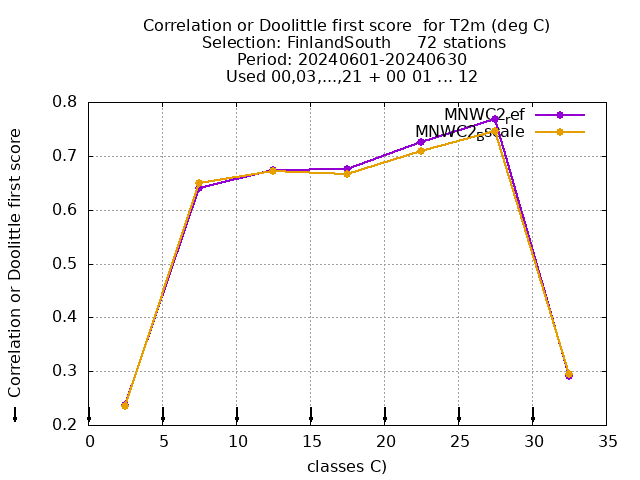 Correlation or Doolittle first score  for T2m (deg C)
Selection: FinlandSouth     72 stations
Period: 20240601-20240630
Used 00,03,...,21 + 00 01 ... 12
MNWC2ref
MNWC2Bscale
0.8
0.7
0.6
0.5
0.4
0.3
0.2
Correlation or Doolittle first score
0 5 10 15 20 25 30 35
classes C)